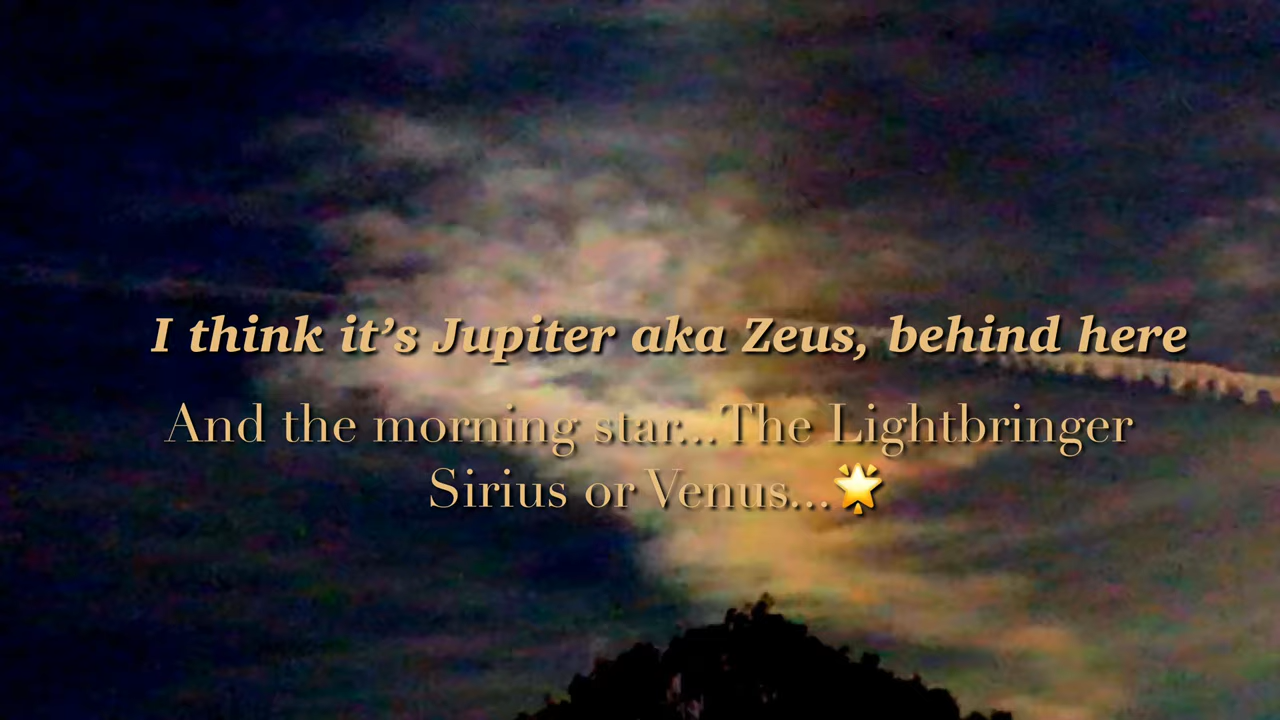 I think it’s Jupiter aka Zeus, behind here
And the morning star...The Lightbringer
Sirius or Venus...🌟